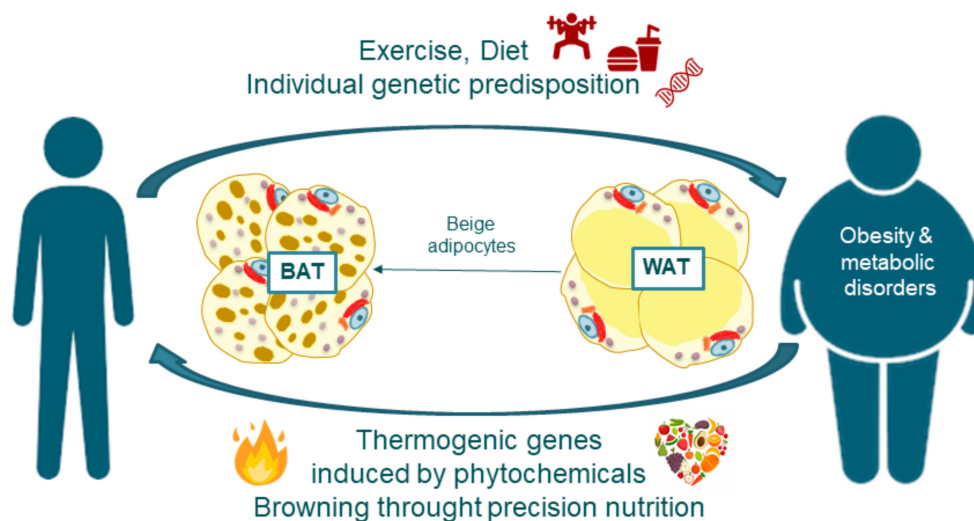 Exercise, Diet
Individual genetic predisposition
Beige
adipocytes
BAT
WAT
Obesity &
metabolic
disorders
Thermogenic genes
induced by phytochemicals
Browning throught precision nutrition